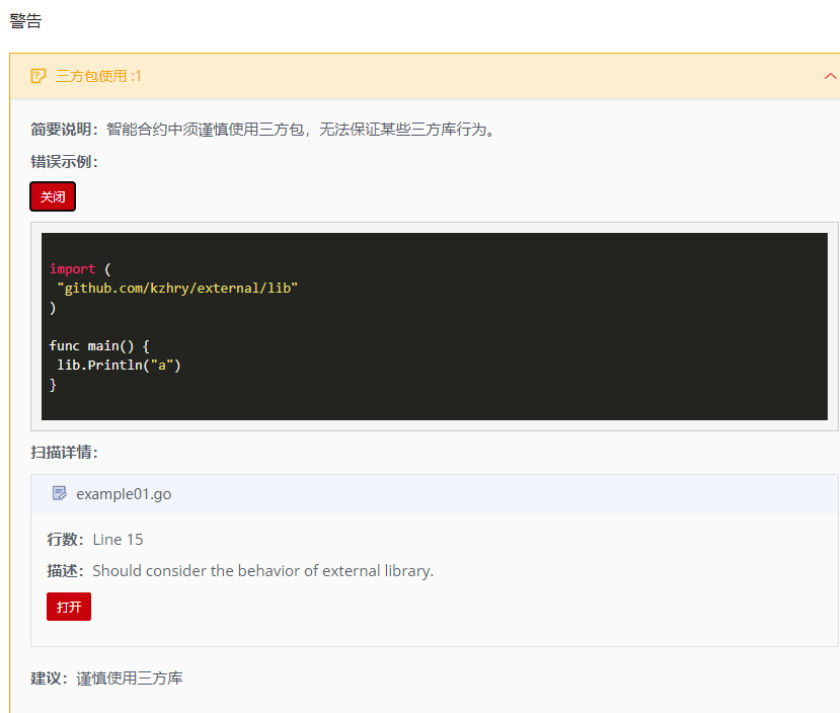 警告
三方包使用 :1
简要说明：智能合约中须谨慎使用三方包，无法保证某些三方库行为。
错误示例：
关闭
import (
"github.com/kzhry/external/lib"
)
func main() {
lib.Println("a")
}
扫描详情：
example01.go
行数：Line 15
描述：Should consider the behavior of external library.
打开
建议：谨慎使用三方库